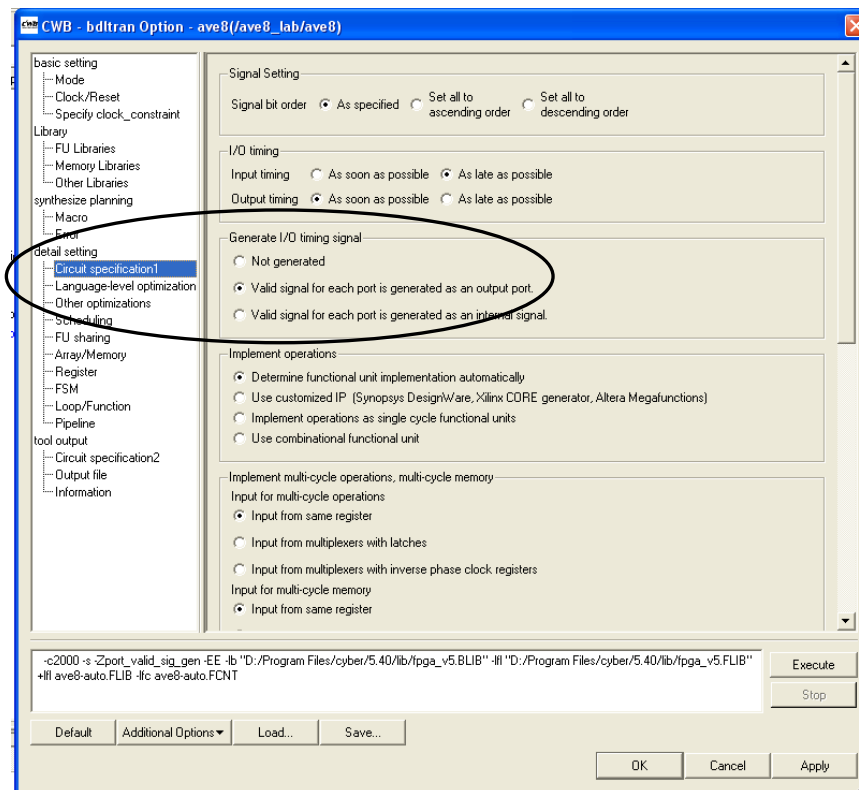 CWB - bdltran Option - ave8(/ave8_lab/ave8)
basic setting
Mode
Clock/Reset
Specify clock_constraint
Library
FU Libraries
Memory Libraries
Other Libraries
synthesize planning
Macro
Error
detail setting
Circuit specification1
Language-level optimization
Other optimizations
Scheduling
FU sharing
Array/Memory
Register
FSM
Loop/Function
Pipeline
tool output
Circuit specification2
Output file
Information
Signal Setting
Signal bit order As specified Set all to ascending order Set all to descending order
I/O timing
Input timing As soon as possible As late as possible
Output timing As soon as possible As late as possible
Generate I/O timing signal
Not generated
Valid signal for each port is generated as an output port.
Valid signal for each port is generated as an internal signal.
Implement operations
Determine functional unit implementation automatically
Use customized IP (Synopsys DesignWare, Xilinx CORE generator, Altera Megafunctions)
Implement operations as single cycle functional units
Use combinational functional unit
Implement multi-cycle operations, multi-cycle memory
Input for multi-cycle operations
Input from same register
Input from multiplexers with latches
Input from multiplexers with inverse phase clock registers
Input for multi-cycle memory
Input from same register
-c2000 -s -Zport_valid_sig_gen -EE -lb "D:/Program Files/cyber/5.40/lib/fpga_v5.BLIB" -lfl "D:/Program Files/cyber/5.40/lib/fpga_v5.FLIB"
+lfl ave8-auto.FLIB -lfc ave8-auto.FCNT
Execute
Stop
Default Additional Options Load... Save...
OK Cancel Apply